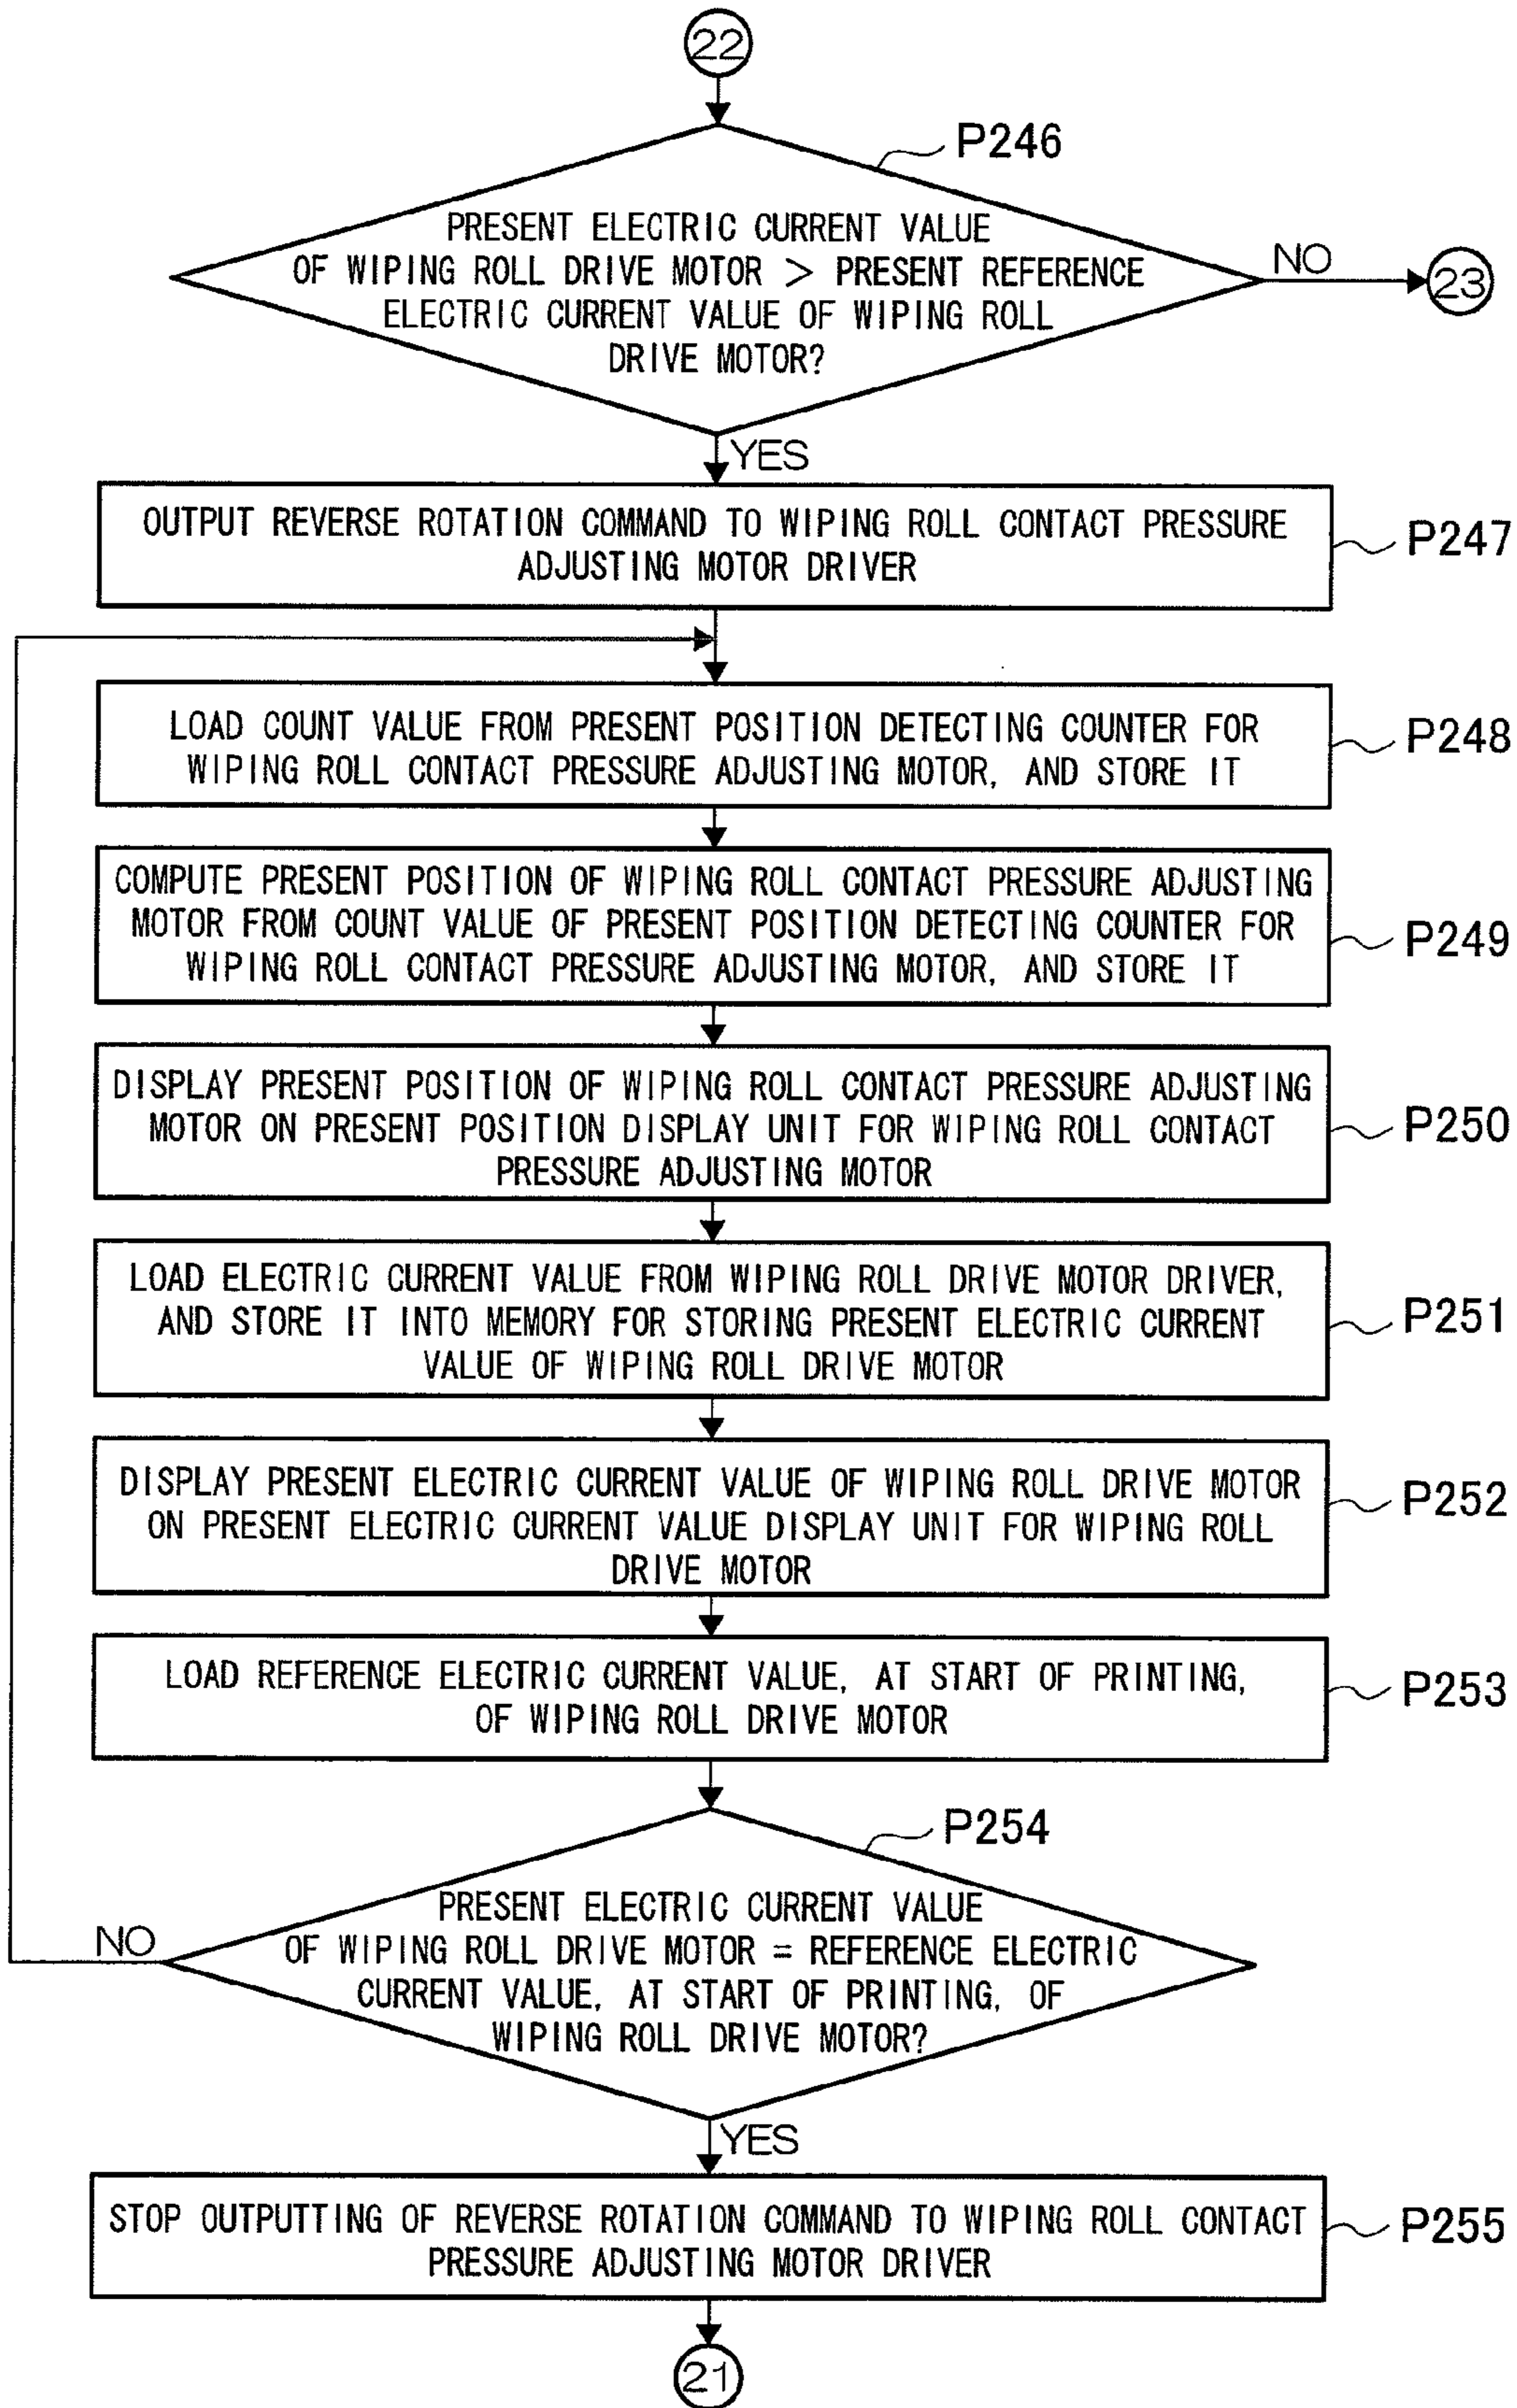 22
P246
PRESENT ELECTRIC CURRENT VALUE
OF WIPING ROLL DRIVE MOTOR > PRESENT REFERENCE
ELECTRIC CURRENT VALUE OF WIPING ROLL
DRIVE MOTOR?
NO
23
YES
OUTPUT REVERSE ROTATION COMMAND TO WIPING ROLL CONTACT PRESSURE
ADJUSTING MOTOR DRIVER
P247
LOAD COUNT VALUE FROM PRESENT POSITION DETECTING COUNTER FOR
WIPING ROLL CONTACT PRESSURE ADJUSTING MOTOR, AND STORE IT
P248
COMPUTE PRESENT POSITION OF WIPING ROLL CONTACT PRESSURE ADJUSTING
MOTOR FROM COUNT VALUE OF PRESENT POSITION DETECTING COUNTER FOR
WIPING ROLL CONTACT PRESSURE ADJUSTING MOTOR, AND STORE IT
P249
DISPLAY PRESENT POSITION OF WIPING ROLL CONTACT PRESSURE ADJUSTING
MOTOR ON PRESENT POSITION DISPLAY UNIT FOR WIPING ROLL CONTACT
PRESSURE ADJUSTING MOTOR
P250
LOAD ELECTRIC CURRENT VALUE FROM WIPING ROLL DRIVE MOTOR DRIVER,
AND STORE IT INTO MEMORY FOR STORING PRESENT ELECTRIC CURRENT
VALUE OF WIPING ROLL DRIVE MOTOR
P251
DISPLAY PRESENT ELECTRIC CURRENT VALUE OF WIPING ROLL DRIVE MOTOR
ON PRESENT ELECTRIC CURRENT VALUE DISPLAY UNIT FOR WIPING ROLL
DRIVE MOTOR
P252
LOAD REFERENCE ELECTRIC CURRENT VALUE, AT START OF PRINTING,
OF WIPING ROLL DRIVE MOTOR
P253
P254
PRESENT ELECTRIC CURRENT VALUE
OF WIPING ROLL DRIVE MOTOR = REFERENCE ELECTRIC
CURRENT VALUE, AT START OF PRINTING, OF
WIPING ROLL DRIVE MOTOR?
NO
YES
STOP OUTPUTTING OF REVERSE ROTATION COMMAND TO WIPING ROLL CONTACT
PRESSURE ADJUSTING MOTOR DRIVER
P255
21